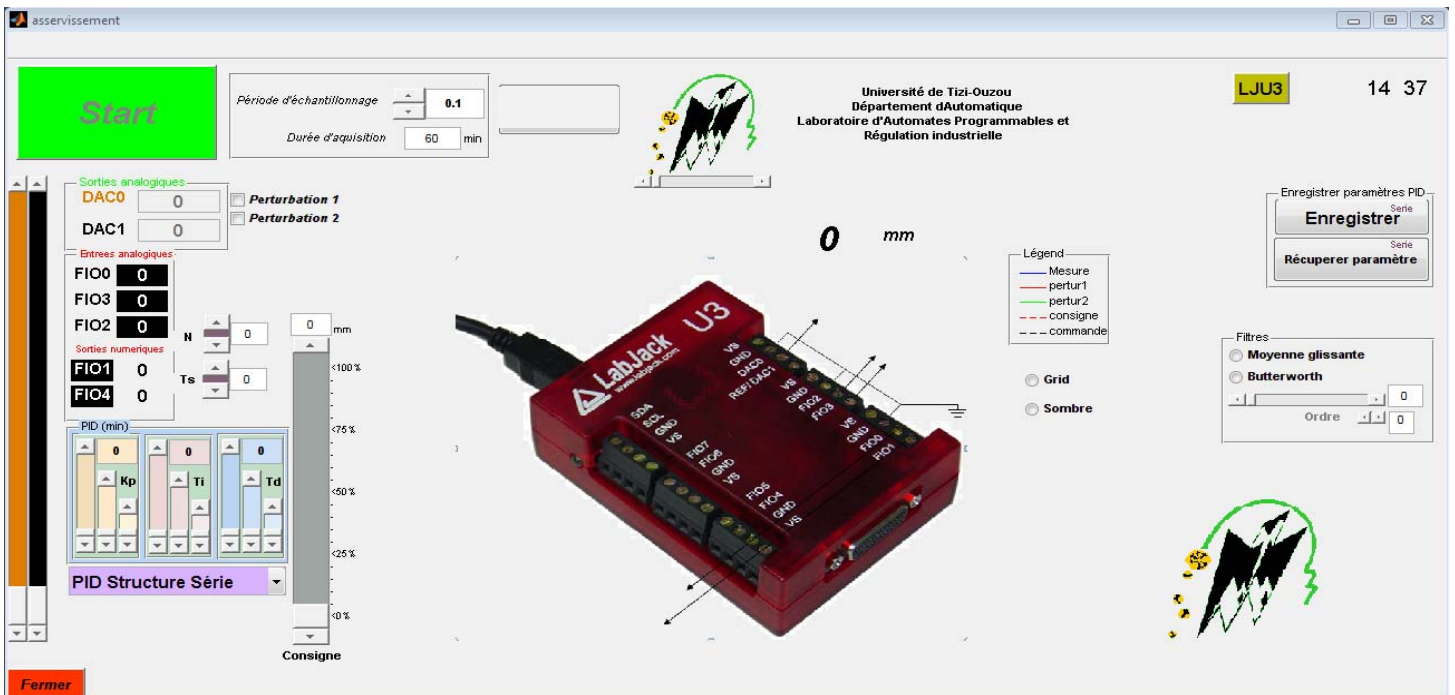 asservissement
Start
Période d'échantillonnage
0.1
Durée d'aquisition
60
min
Université de Tizi-Ouzou
Département dAutomatique
Laboratoire d'Automates Programmables et
Régulation industrielle
LJU3
14 37
Sorties analogiques
DAC0 0
DAC1 0
Perturbation 1
Perturbation 2
Entrees analogiques
FIO0 0
FIO3 0
FIO2 0
Sorties numeriques
FIO1 0
FIO4 0
N 0
Ts 0
PID (min)
0 0 0
Kp Ti Td
PID Structure Série
0 mm
<100 %
<75 %
<50 %
<25 %
<0 %
Consigne
0 mm
LabJack U3
www.labjack.com
VS
GND
DAC0
REF/DAC1
VS
GND
FIO2
FIO3
VS
GND
FIO0
FIO1
SDA
SCL
GND
VS
FIO7
FIO6
GND
VS
FIO5
FIO4
GND
VS
Légend
Mesure
pertur1
pertur2
consigne
commande
Grid
Sombre
Enregistrer paramètres PID
Serie
Enregistrer
Serie
Récuperer paramètre
Filtres
Moyenne glissante
Butterworth
0
Ordre 0
Fermer